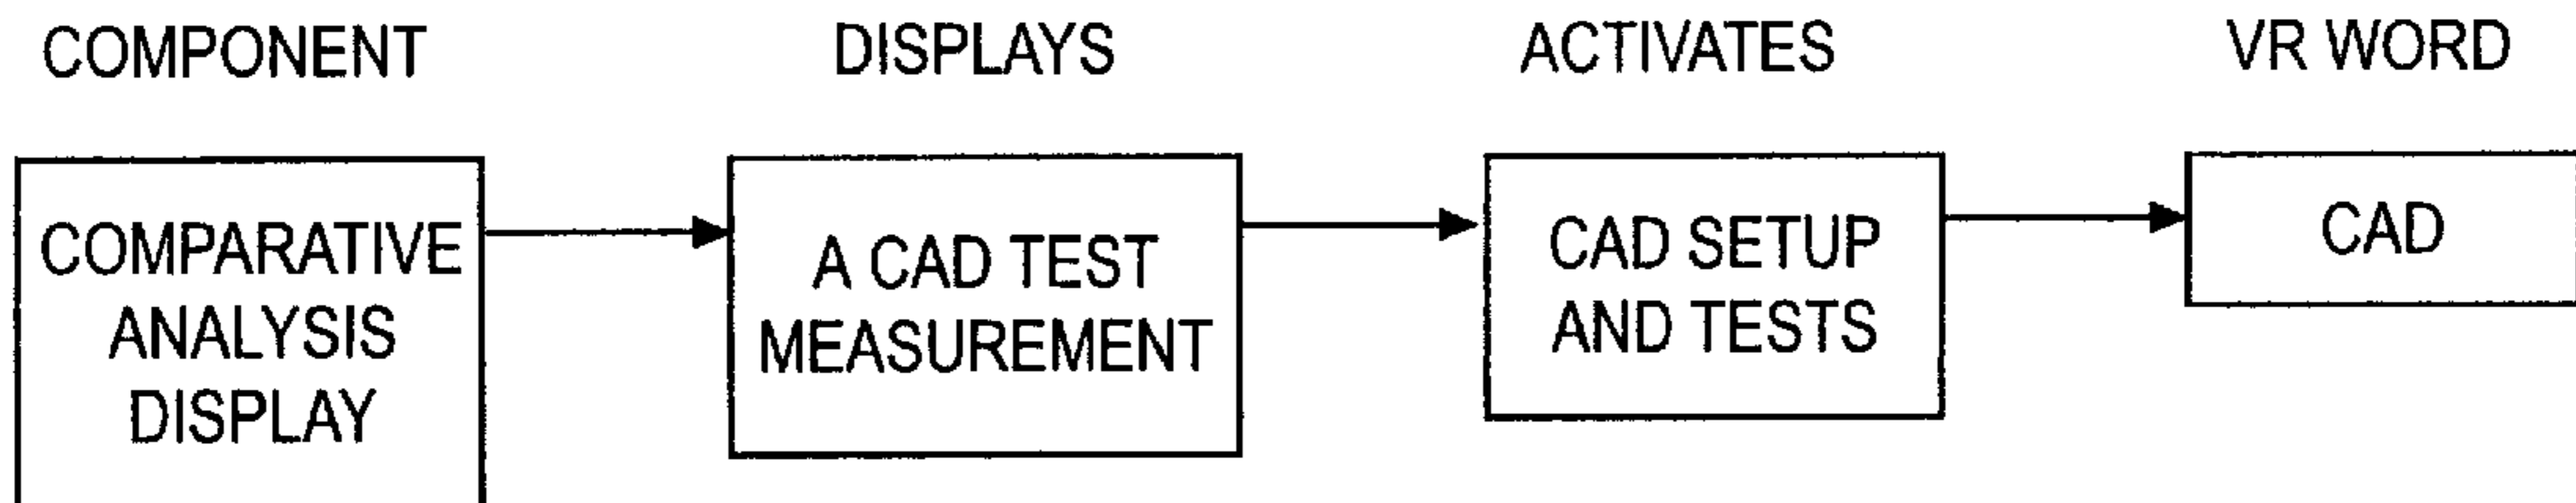 COMPONENT DISPLAYS ACTIVATES VR WORD
COMPARATIVE
ANALYSIS
DISPLAY
A CAD TEST
MEASUREMENT
CAD SETUP
AND TESTS
CAD